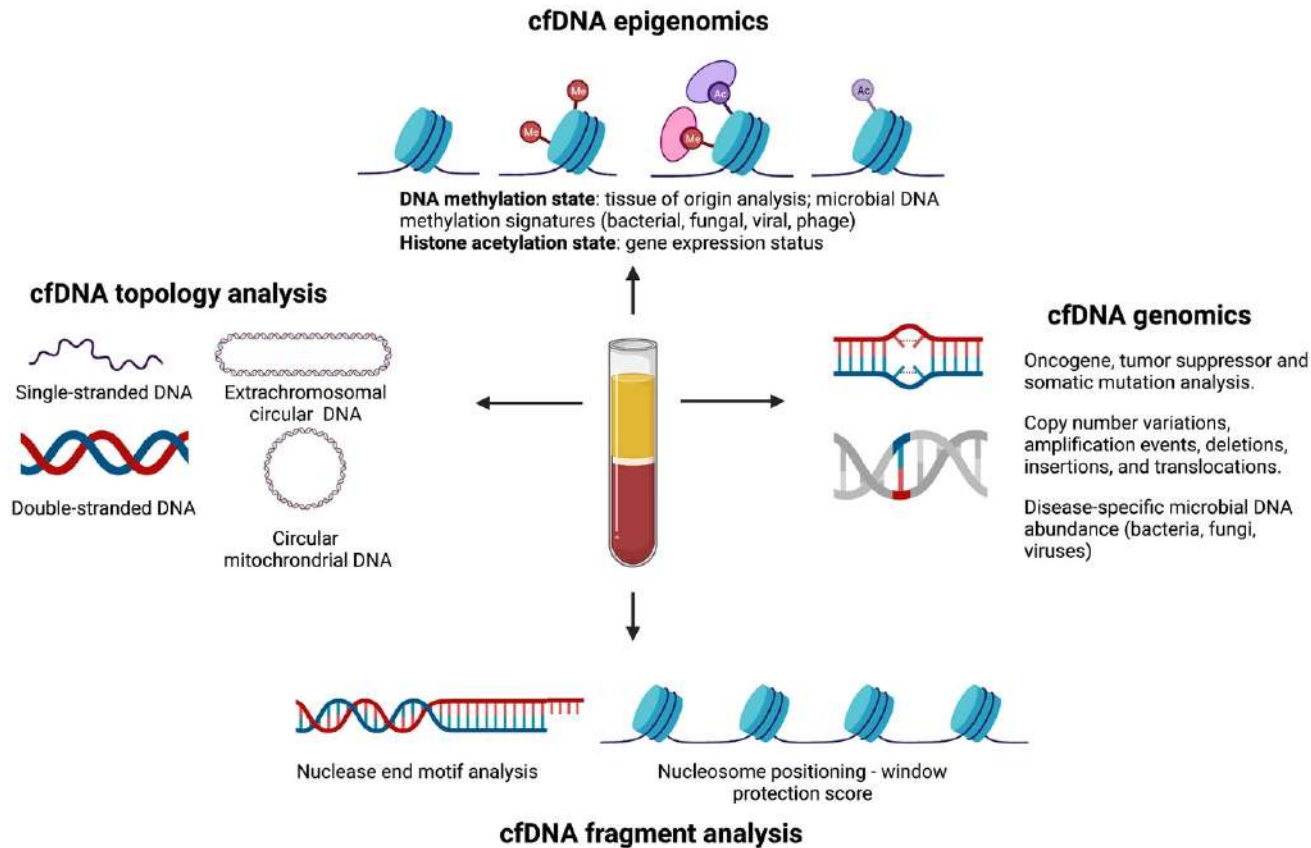 cfDNA epigenomics
Me
Me
Ac
Me
Ac
DNA methylation state: tissue of origin analysis; microbial DNA
methylation signatures (bacterial, fungal, viral, phage)
Histone acetylation state: gene expression status
cfDNA topology analysis
Single-stranded DNA
Extrachromosomal
circular DNA
Double-stranded DNA
Circular
mitochrondrial DNA
cfDNA genomics
Oncogene, tumor suppressor and
somatic mutation analysis.
Copy number variations,
amplification events, deletions,
insertions, and translocations.
Disease-specific microbial DNA
abundance (bacteria, fungi,
viruses)
Nuclease end motif analysis
Nucleosome positioning - window
protection score
cfDNA fragment analysis